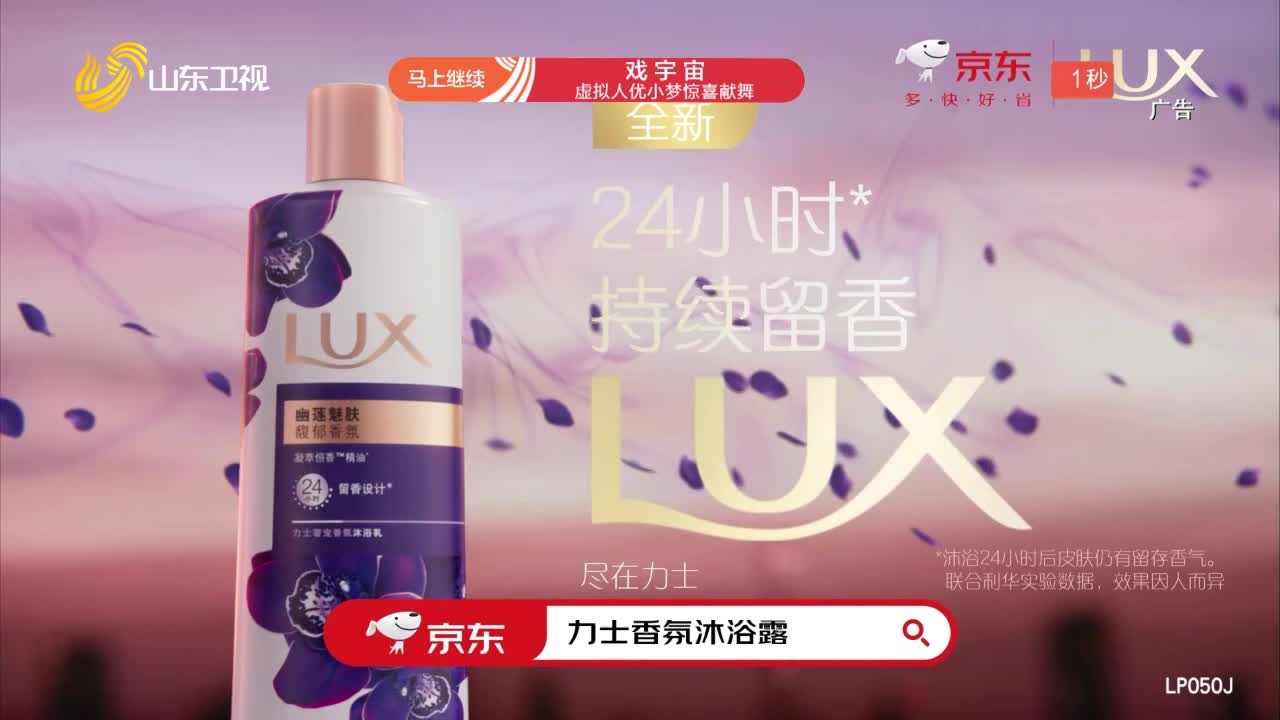 山东卫视
马上继续
戏宇宙
虚拟人优小梦惊喜献舞
京东
多·快·好·省
1秒
LUX
广告
全新
24小时*
持续留香
LUX
尽在力士
LUX
幽莲魅肤
馥郁香氛
凝萃恒香™精油*
24
小时
留香设计*
力士奢宠香氛沐浴乳
*沐浴24小时后皮肤仍有留存香气。
联合利华实验数据，效果因人而异
京东
力士香氛沐浴露
LP050J